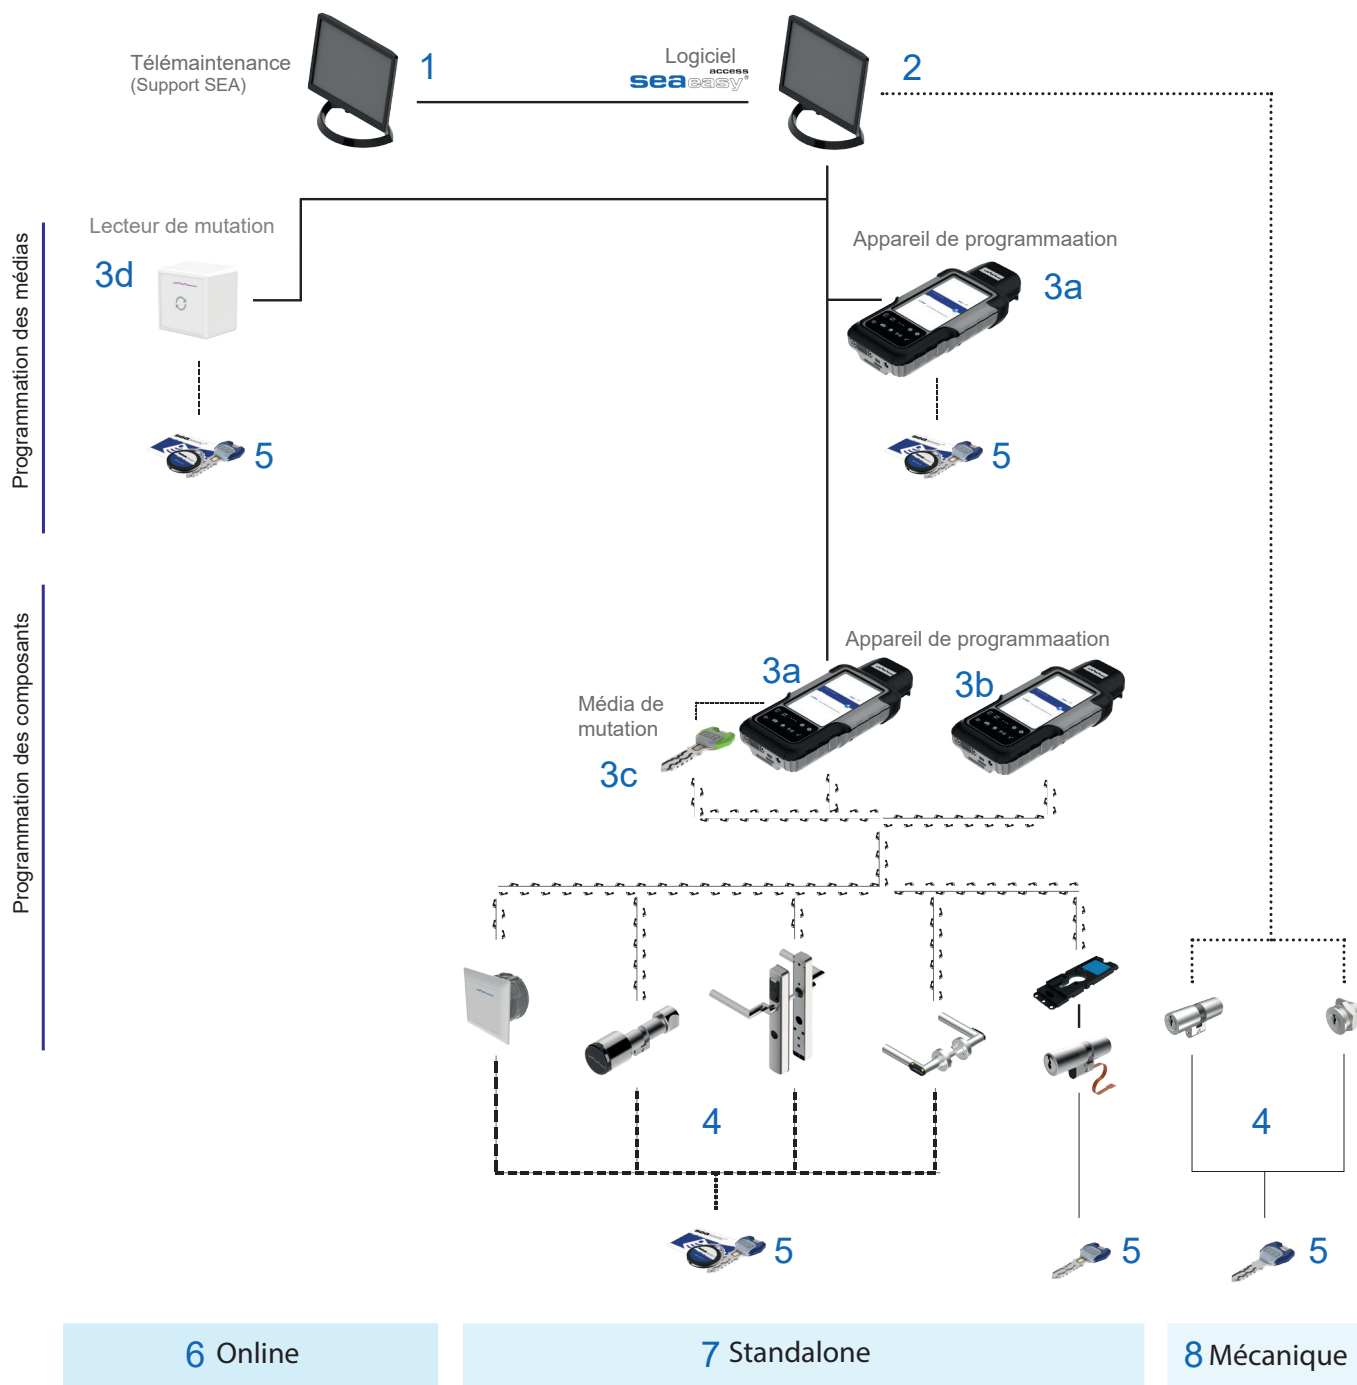 Télémaintenance
(Support SEA)
1
Logiciel
access
seaeasy®
2
Programmation des médias
Lecteur de mutation
3d
5
Appareil de programmaation
3a
5
Programmation des composants
Appareil de programmaation
3a
3b
Média de
mutation
3c
4
4
5
5
5
6 Online
7 Standalone
8 Mécanique